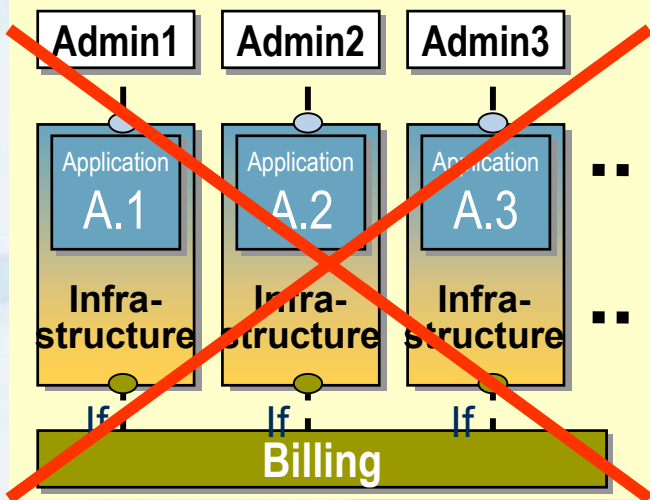 Admin1 Admin2 Admin3
Application Application Application
A.1 A.2 A.3
..
Infra- Infra- Infra-
structure structure structure
..
If If If
Billing